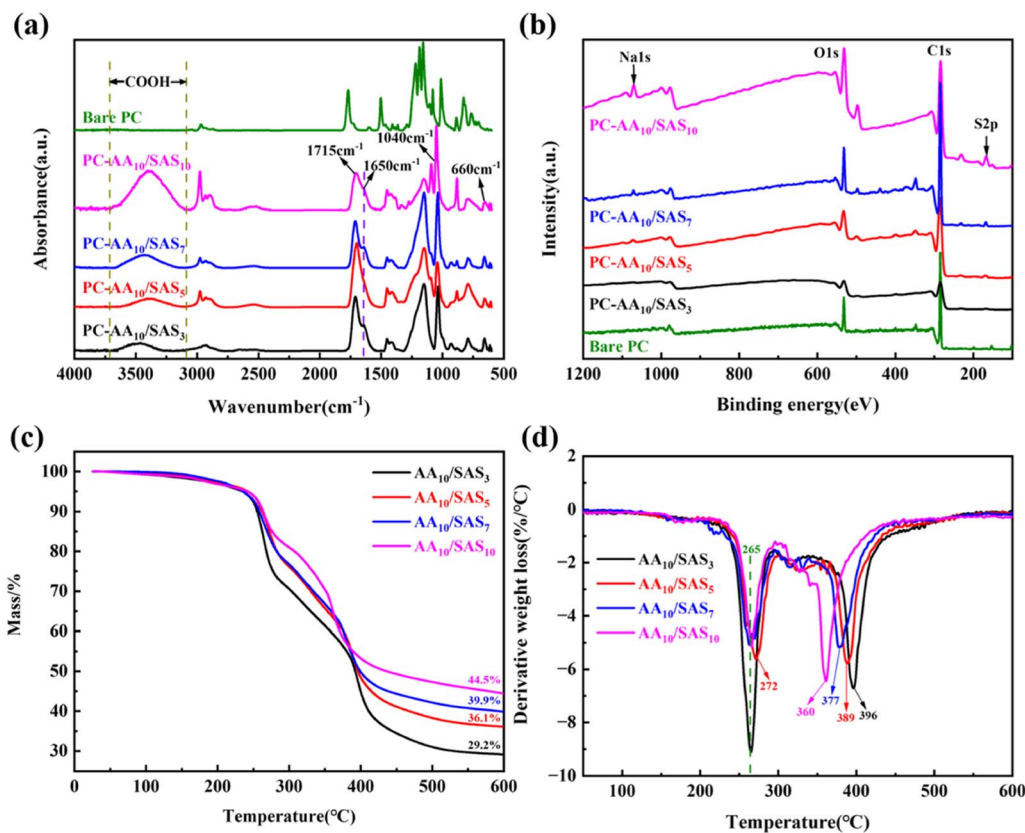 (a)
COOH
Bare PC
1040cm⁻¹
1715cm⁻¹
1650cm⁻¹
660cm⁻¹
PC-AA₁₀/SAS₁₀
PC-AA₁₀/SAS₇
PC-AA₁₀/SAS₅
PC-AA₁₀/SAS₃
Absorbance(a.u.)
4000 3500 3000 2500 2000 1500 1000 500
Wavenumber(cm⁻¹)
(b)
Na1s
O1s
C1s
S2p
PC-AA₁₀/SAS₁₀
PC-AA₁₀/SAS₇
PC-AA₁₀/SAS₅
PC-AA₁₀/SAS₃
Bare PC
Intensity(a.u.)
1200 1000 800 600 400 200
Binding energy(eV)
(c)
100
90
80
70
60
50
40
30
Mass/%
AA₁₀/SAS₃
AA₁₀/SAS₅
AA₁₀/SAS₇
AA₁₀/SAS₁₀
44.5%
39.9%
36.1%
29.2%
0 100 200 300 400 500 600
Temperature(°C)
(d)
2
0
−2
−4
−6
−8
−10
Derivative weight loss(%/°C)
265
AA₁₀/SAS₃
AA₁₀/SAS₅
AA₁₀/SAS₇
AA₁₀/SAS₁₀
272
360
377
389
396
100 200 300 400 500 600
Temperature(°C)